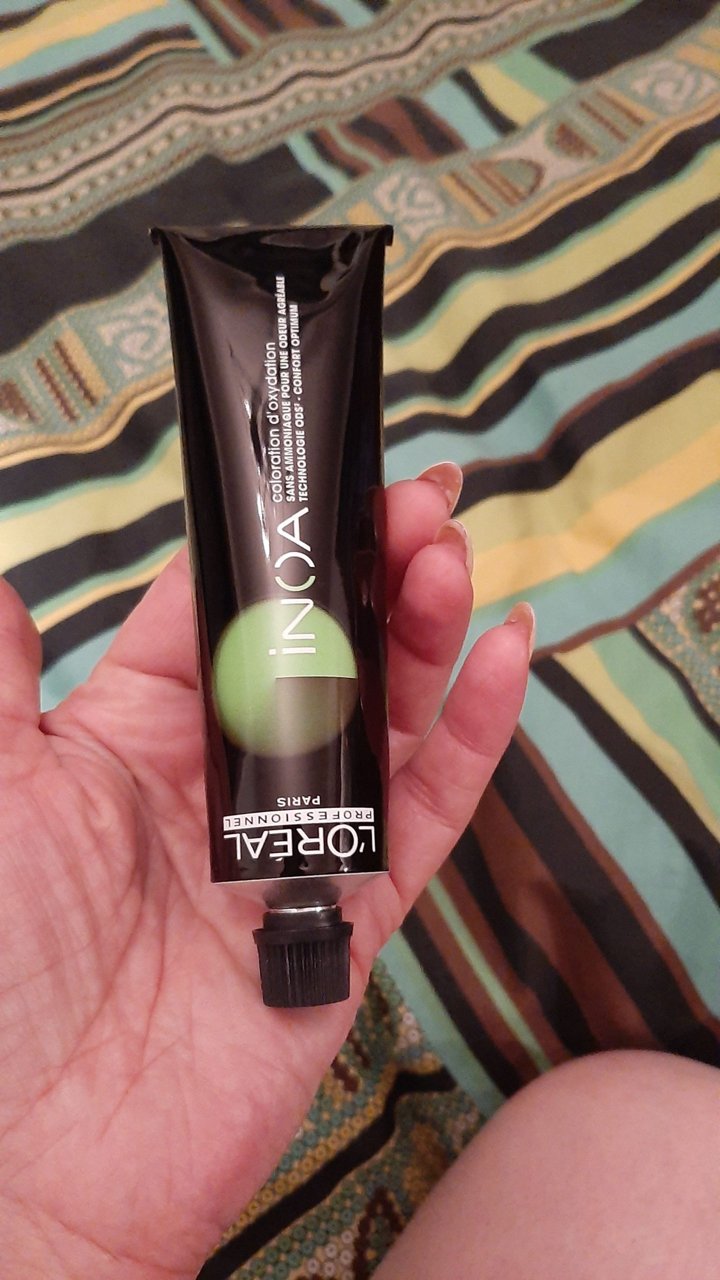 coloration d'oxydation
SANS AMMONIAQUE POUR UNE ODEUR AGRÉABLE
TECHNOLOGIE ODS² · CONFORT OPTIMUM
iNOA
L'ORÉAL
PROFESSIONNEL
PARIS